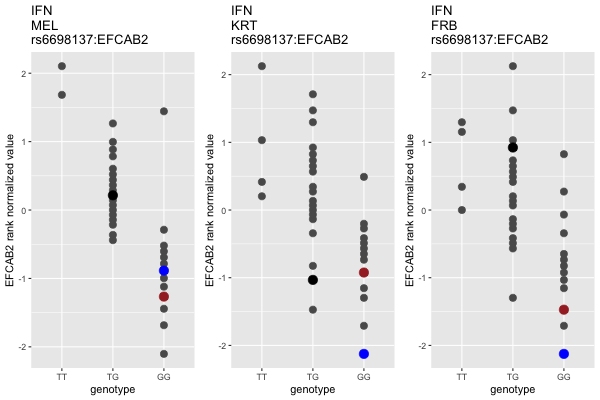 IFN
MEL
rs6698137:EFCAB2
IFN
KRT
rs6698137:EFCAB2
IFN
FRB
rs6698137:EFCAB2
EFCAB2 rank normalized value
2
1
0
-1
-2
TT TG GG
genotype
EFCAB2 rank normalized value
2
1
0
-1
-2
TT TG GG
genotype
EFCAB2 rank normalized value
2
1
0
-1
-2
TT TG GG
genotype